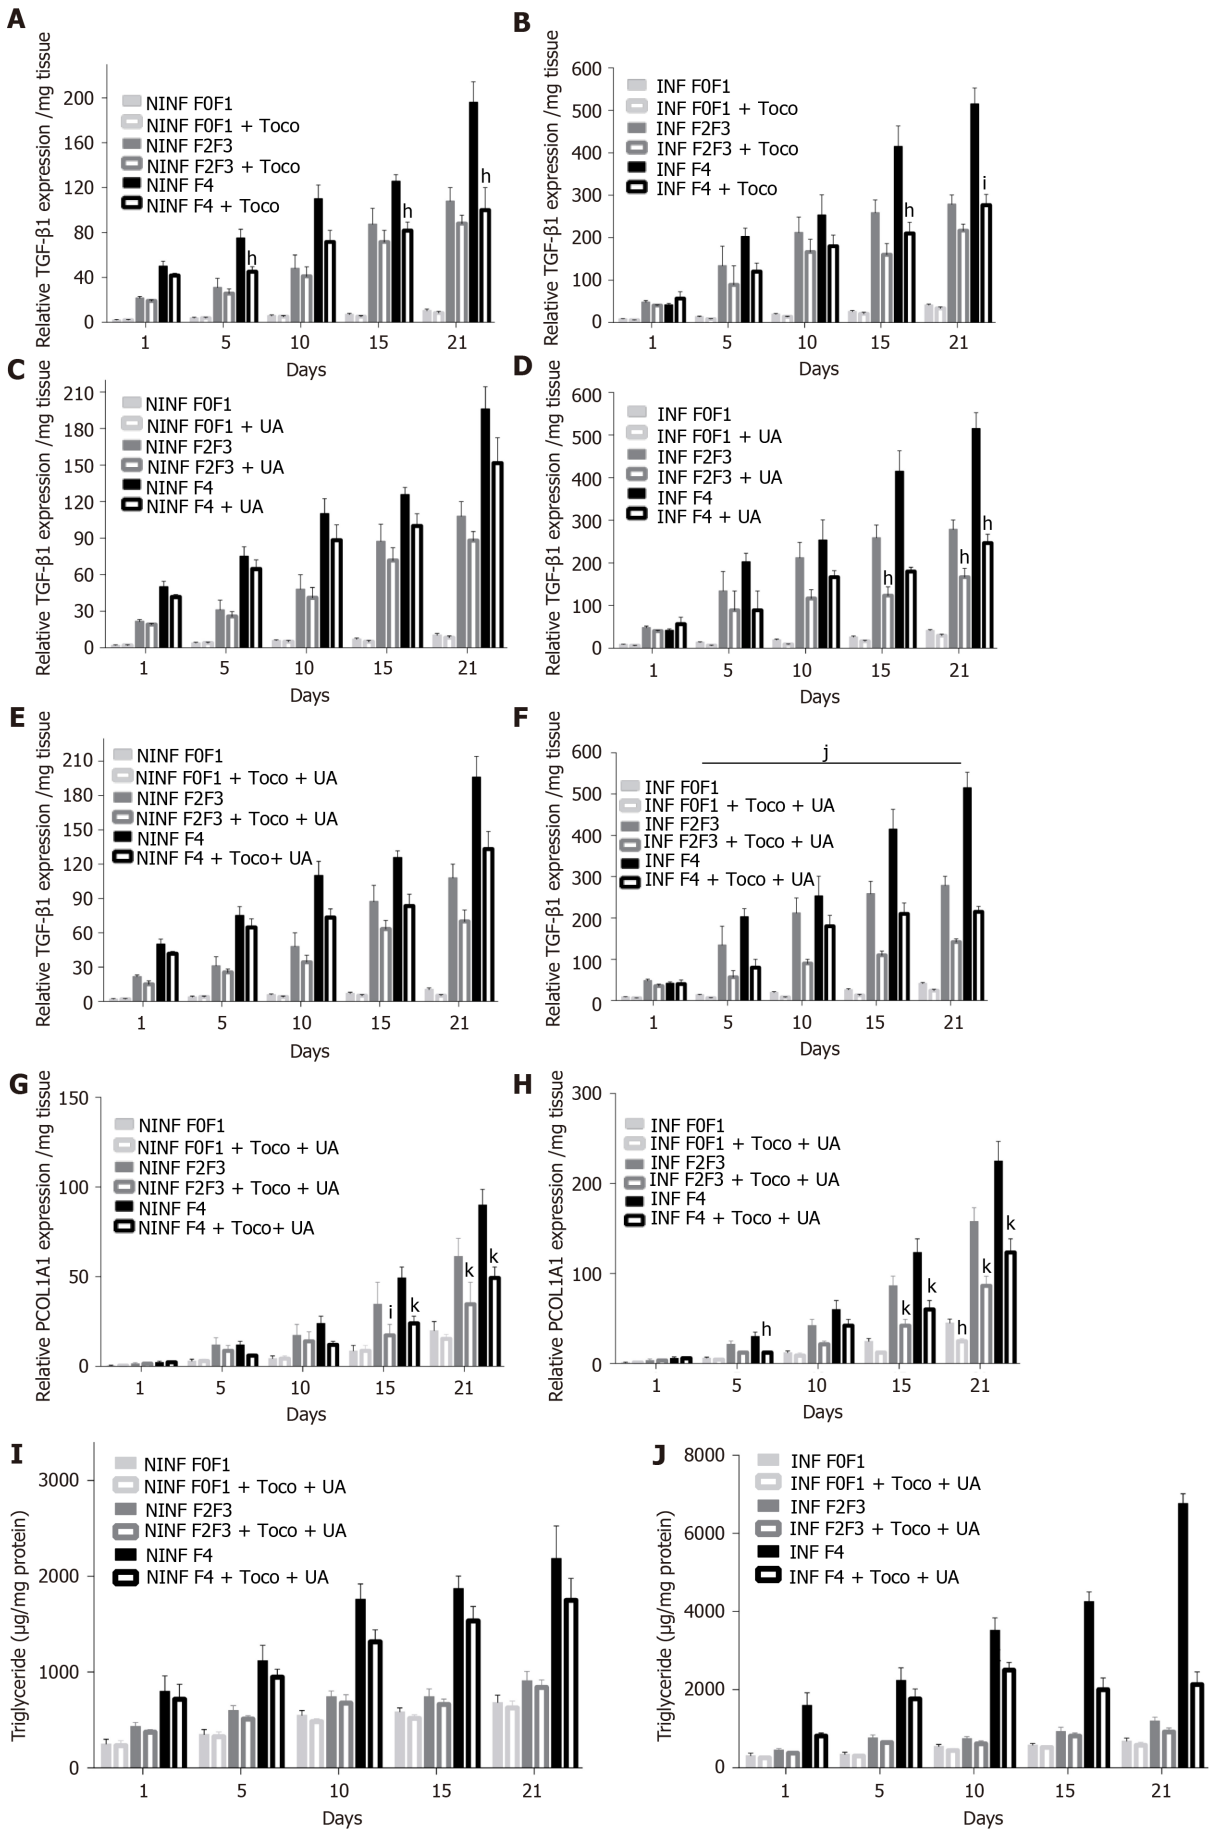 A
Relative TGF-β1 expression /mg tissue
200
160
120
80
40
0
NINF F0F1
NINF F0F1 + Toco
NINF F2F3
NINF F2F3 + Toco
NINF F4
NINF F4 + Toco
h
h
h
1 5 10 15 21
Days
B
Relative TGF-β1 expression /mg tissue
600
500
400
300
200
100
0
INF F0F1
INF F0F1 + Toco
INF F2F3
INF F2F3 + Toco
INF F4
INF F4 + Toco
h
i
1 5 10 15 21
Days
C
Relative TGF-β1 expression /mg tissue
210
180
150
120
90
60
30
0
NINF F0F1
NINF F0F1 + UA
NINF F2F3
NINF F2F3 + UA
NINF F4
NINF F4 + UA
1 5 10 15 21
Days
D
Relative TGF-β1 expression /mg tissue
600
500
400
300
200
100
0
INF F0F1
INF F0F1 + UA
INF F2F3
INF F2F3 + UA
INF F4
INF F4 + UA
h
h
h
1 5 10 15 21
Days
E
Relative TGF-β1 expression /mg tissue
210
180
150
120
90
60
30
0
NINF F0F1
NINF F0F1 + Toco + UA
NINF F2F3
NINF F2F3 + Toco + UA
NINF F4
NINF F4 + Toco+ UA
1 5 10 15 21
Days
F
Relative TGF-β1 expression /mg tissue
600
500
400
300
200
100
0
j
INF F0F1
INF F0F1 + Toco + UA
INF F2F3
INF F2F3 + Toco + UA
INF F4
INF F4 + Toco + UA
1 5 10 15 21
Days
G
Relative PCOL1A1 expression /mg tissue
150
100
50
0
NINF F0F1
NINF F0F1 + Toco + UA
NINF F2F3
NINF F2F3 + Toco + UA
NINF F4
NINF F4 + Toco+ UA
i
k
k
k
1 5 10 15 21
Days
H
Relative PCOL1A1 expression /mg tissue
300
200
100
0
INF F0F1
INF F0F1 + Toco + UA
INF F2F3
INF F2F3 + Toco + UA
INF F4
INF F4 + Toco + UA
h
k
k
h
k
k
1 5 10 15 21
Days
I
Triglyceride (μg/mg protein)
3000
2000
1000
0
NINF F0F1
NINF F0F1 + Toco + UA
NINF F2F3
NINF F2F3 + Toco + UA
NINF F4
NINF F4 + Toco + UA
1 5 10 15 21
Days
J
Triglyceride (μg/mg protein)
8000
6000
4000
2000
0
INF F0F1
INF F0F1 + Toco + UA
INF F2F3
INF F2F3 + Toco + UA
INF F4
INF F4 + Toco + UA
1 5 10 15 21
Days